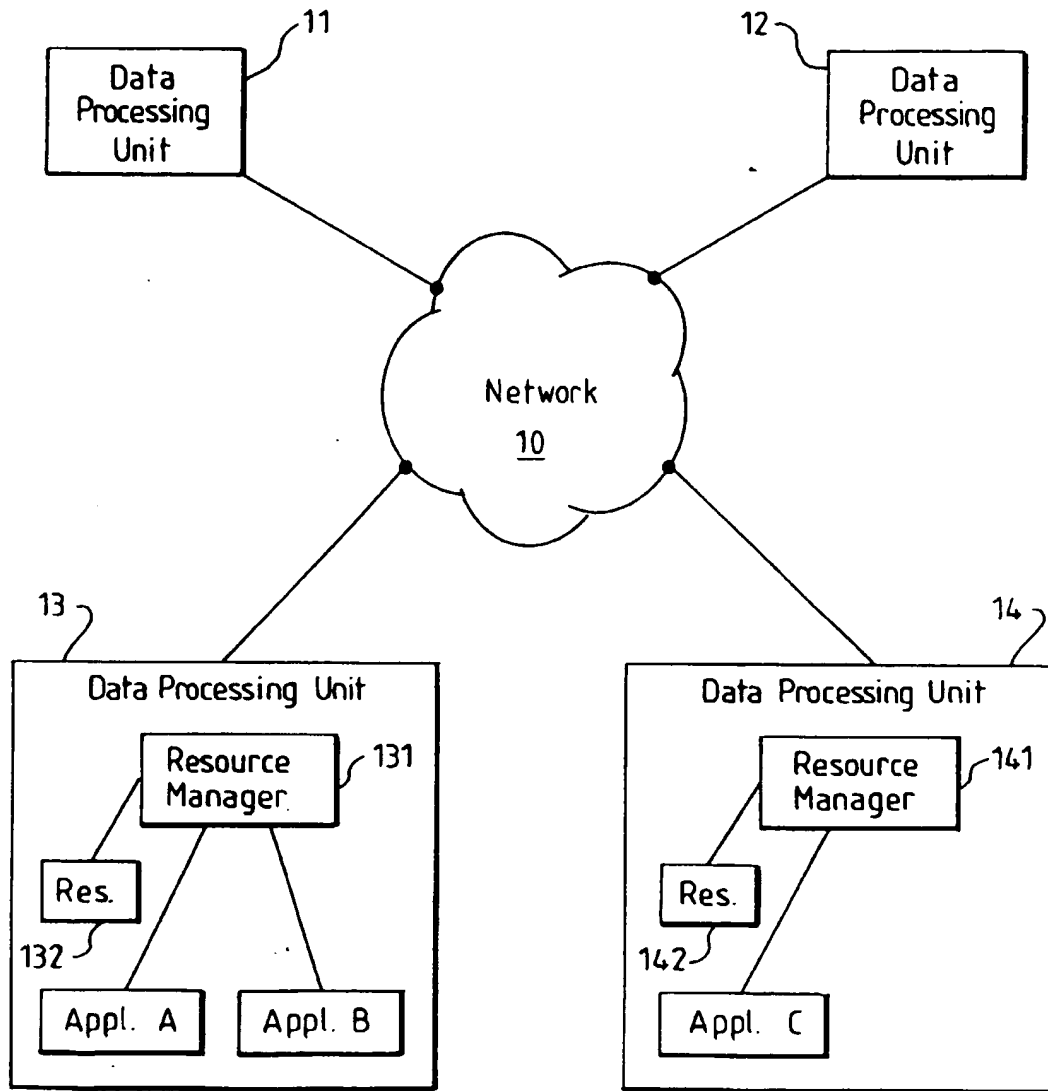 11
12
Data
Processing
Unit
Data
Processing
Unit
Network
10
13
14
Data Processing Unit
Data Processing Unit
Resource
Manager
131
Resource
Manager
141
Res.
132
Res.
142
Appl. A
Appl. B
Appl. C